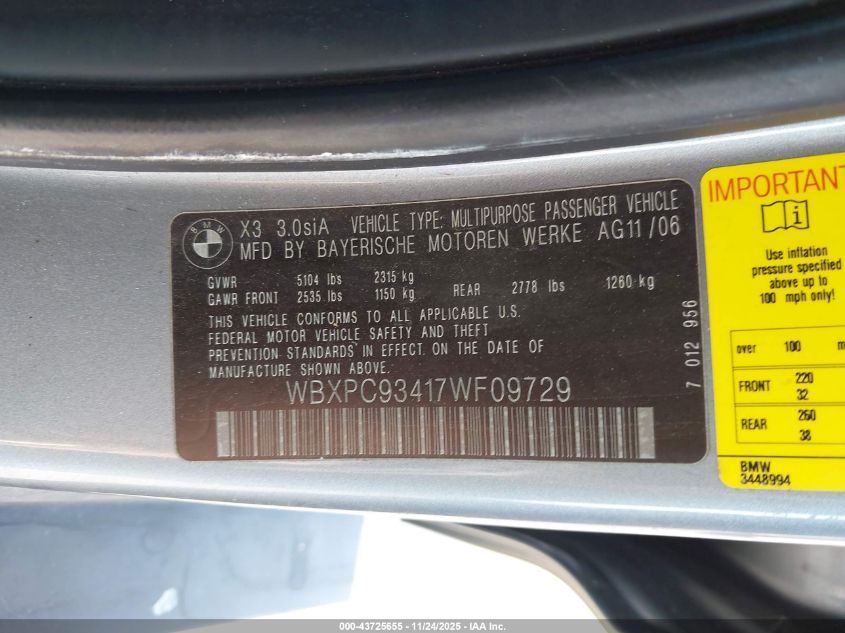 BMW
X3 3.0siA VEHICLE TYPE: MULTIPURPOSE PASSENGER VEHICLE
MFD BY BAYERISCHE MOTOREN WERKE AG11/06
GVWR 5104 lbs 2315 kg
GAWR FRONT 2535 lbs 1150 kg REAR 2778 lbs 1260 kg
THIS VEHICLE CONFORMS TO ALL APPLICABLE U.S.
FEDERAL MOTOR VEHICLE SAFETY AND THEFT
PREVENTION STANDARDS IN EFFECT ON THE DATE OF
MANUFACTURE SHOWN ABOVE.
WBXPC93417WF09729
7 012 956
IMPORTANT
Use inflation
pressure specified
above up to
100 mph only!
over 100 m
FRONT 220
32
REAR 260
38
BMW
3448994
000-43725655 - 11/24/2025 - IAA Inc.